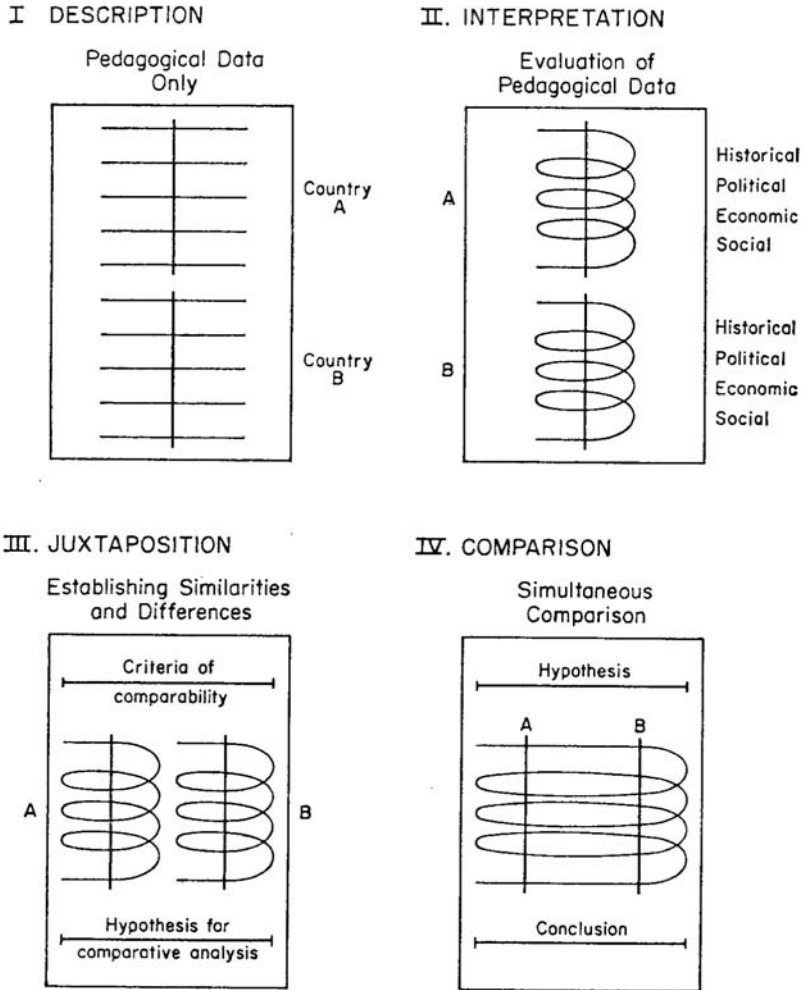 I DESCRIPTION
Pedagogical Data
Only
Country
A
Country
B
II. INTERPRETATION
Evaluation of
Pedagogical Data
A
Historical
Political
Economic
Social
B
Historical
Political
Economic
Social
III. JUXTAPOSITION
Establishing Similarities
and Differences
Criteria of
comparability
A
B
Hypothesis for
comparative analysis
IV. COMPARISON
Simultaneous
Comparison
Hypothesis
A B
Conclusion